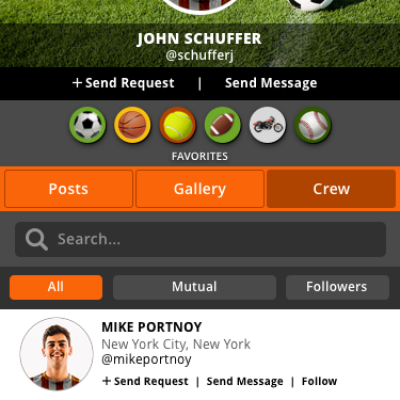 JOHN SCHUFFER
@schufferj
+ Send Request | Send Message
FAVORITES
Posts Gallery Crew
Search...
All Mutual Followers
MIKE PORTNOY
New York City, New York
@mikeportnoy
+ Send Request | Send Message | Follow